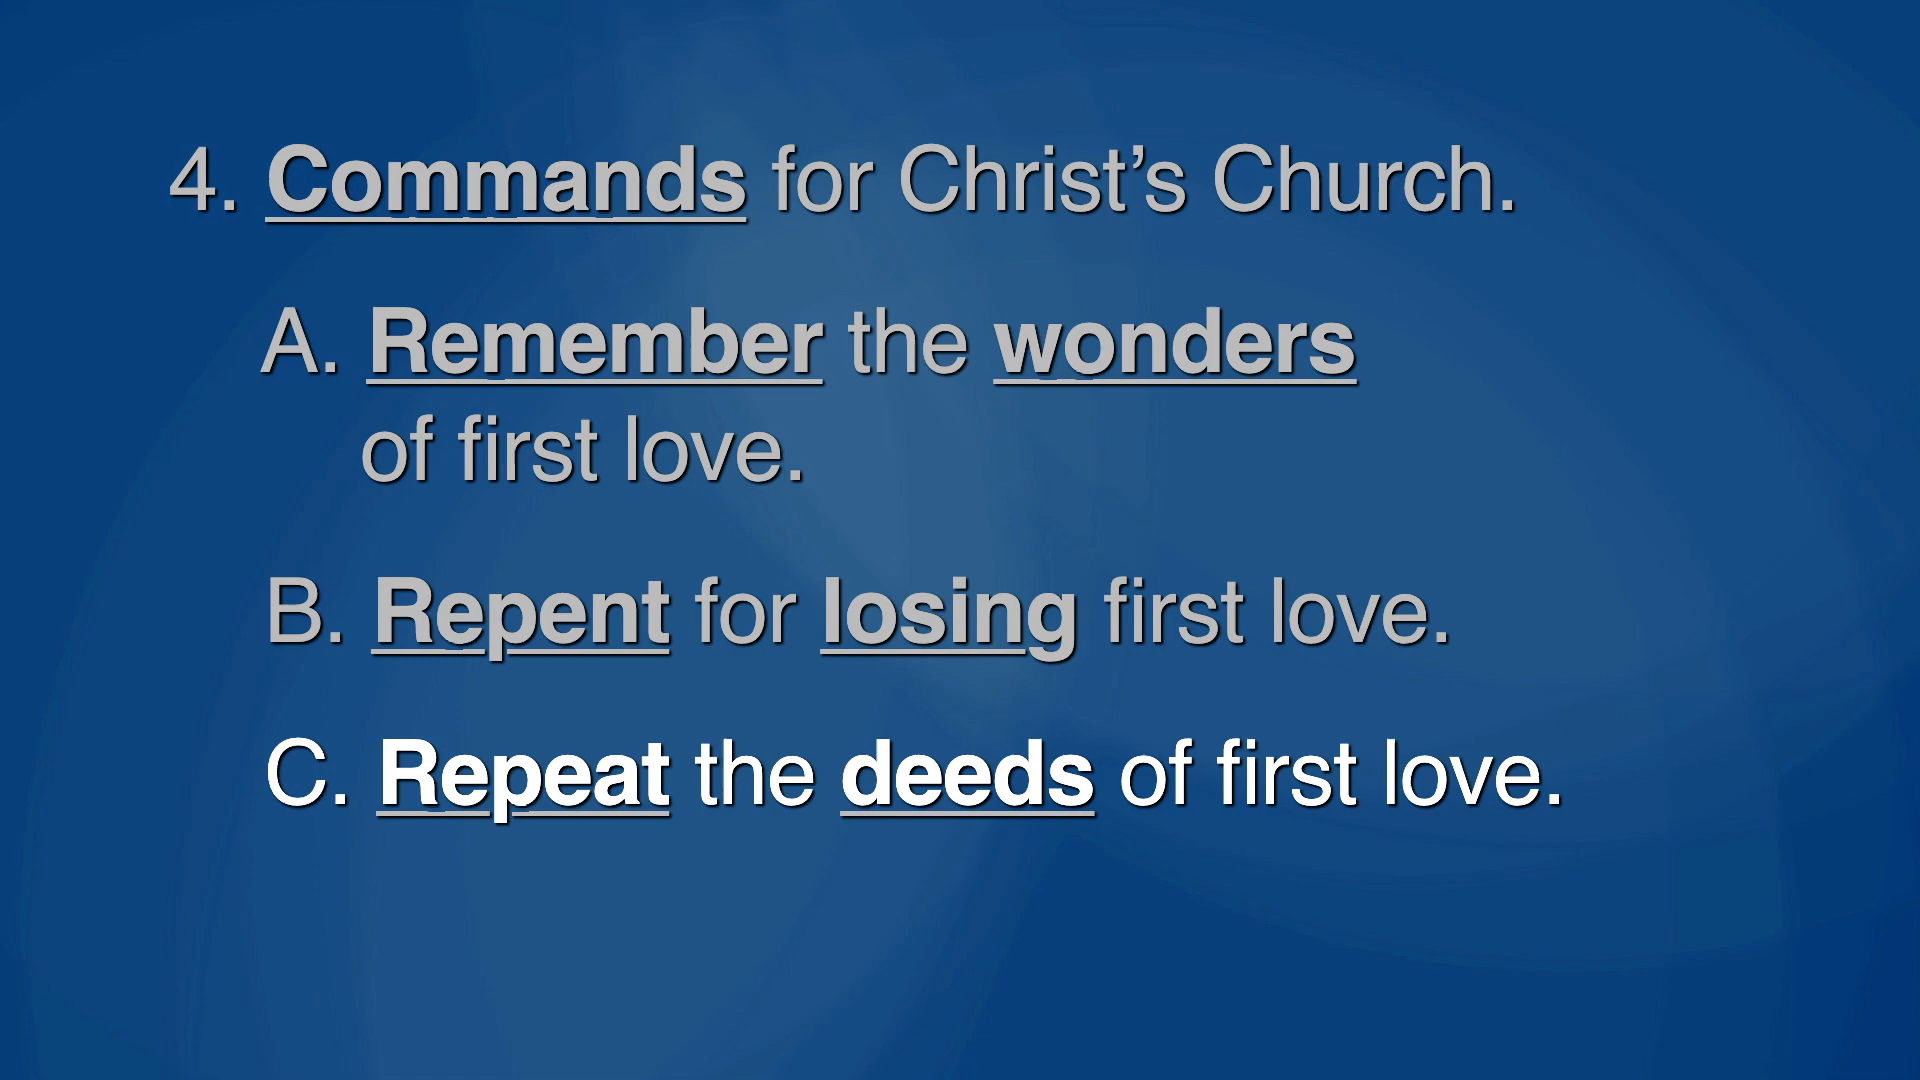 4. Commands for Christ’s Church.
A. Remember the wonders
of first love.
B. Repent for losing first love.
C. Repeat the deeds of first love.